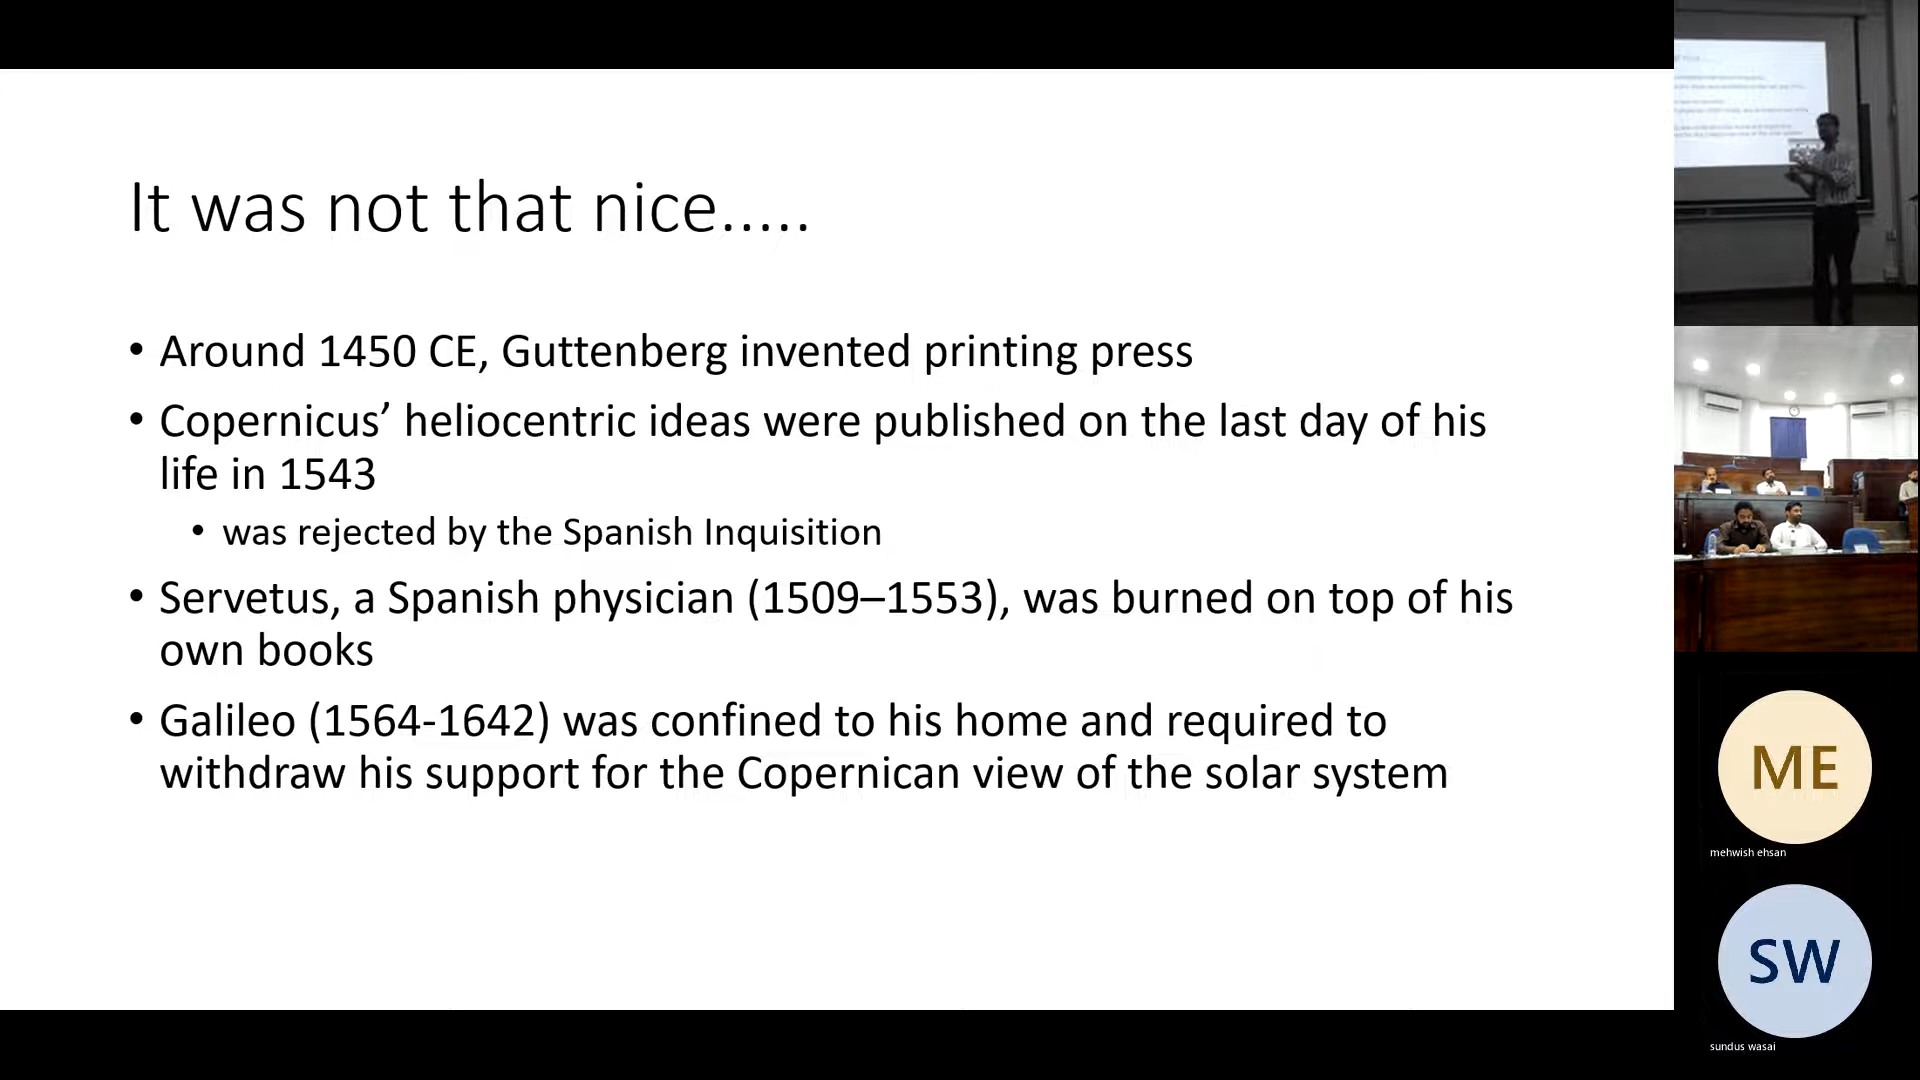 It was not that nice.....
• Around 1450 CE, Guttenberg invented printing press
• Copernicus’ heliocentric ideas were published on the last day of his
life in 1543
• was rejected by the Spanish Inquisition
• Servetus, a Spanish physician (1509–1553), was burned on top of his
own books
• Galileo (1564-1642) was confined to his home and required to
withdraw his support for the Copernican view of the solar system
ME
mehwish ehsan
SW
sundus wasai